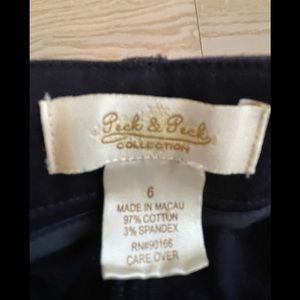 Peck & Peck
COLLECTION
6
MADE IN MACAU
97% COTTON
3% SPANDEX
RN#90166
CARE OVER